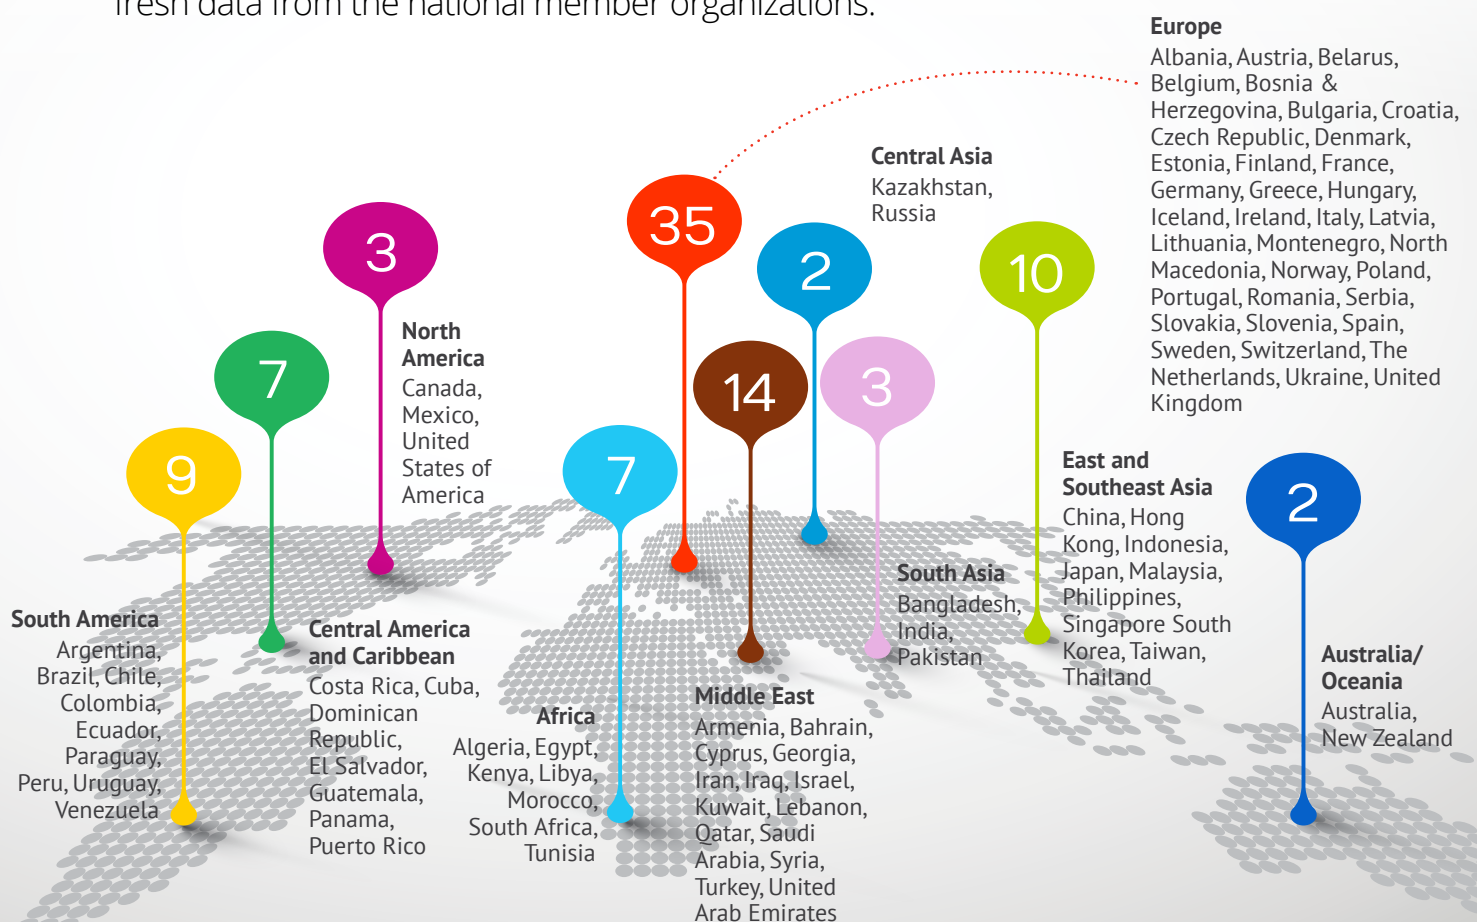 fresh data from the national member organizations.
Europe
Albania, Austria, Belarus,
Belgium, Bosnia &
Herzegovina, Bulgaria, Croatia,
Czech Republic, Denmark,
Estonia, Finland, France,
Germany, Greece, Hungary,
Iceland, Ireland, Italy, Latvia,
Lithuania, Montenegro, North
Macedonia, Norway, Poland,
Portugal, Romania, Serbia,
Slovakia, Slovenia, Spain,
Sweden, Switzerland, The
Netherlands, Ukraine, United
Kingdom
35
Central Asia
Kazakhstan,
Russia
2
3
North
America
Canada,
Mexico,
United
States of
America
10
East and
Southeast Asia
China, Hong
Kong, Indonesia,
Japan, Malaysia,
Philippines,
Singapore South
Korea, Taiwan,
Thailand
7
Central America
and Caribbean
Costa Rica, Cuba,
Dominican
Republic,
El Salvador,
Guatemala,
Panama,
Puerto Rico
14
Middle East
Armenia, Bahrain,
Cyprus, Georgia,
Iran, Iraq, Israel,
Kuwait, Lebanon,
Qatar, Saudi
Arabia, Syria,
Turkey, United
Arab Emirates
3
South Asia
Bangladesh,
India,
Pakistan
9
South America
Argentina,
Brazil, Chile,
Colombia,
Ecuador,
Paraguay,
Peru, Uruguay,
Venezuela
7
Africa
Algeria, Egypt,
Kenya, Libya,
Morocco,
South Africa,
Tunisia
2
Australia/
Oceania
Australia,
New Zealand